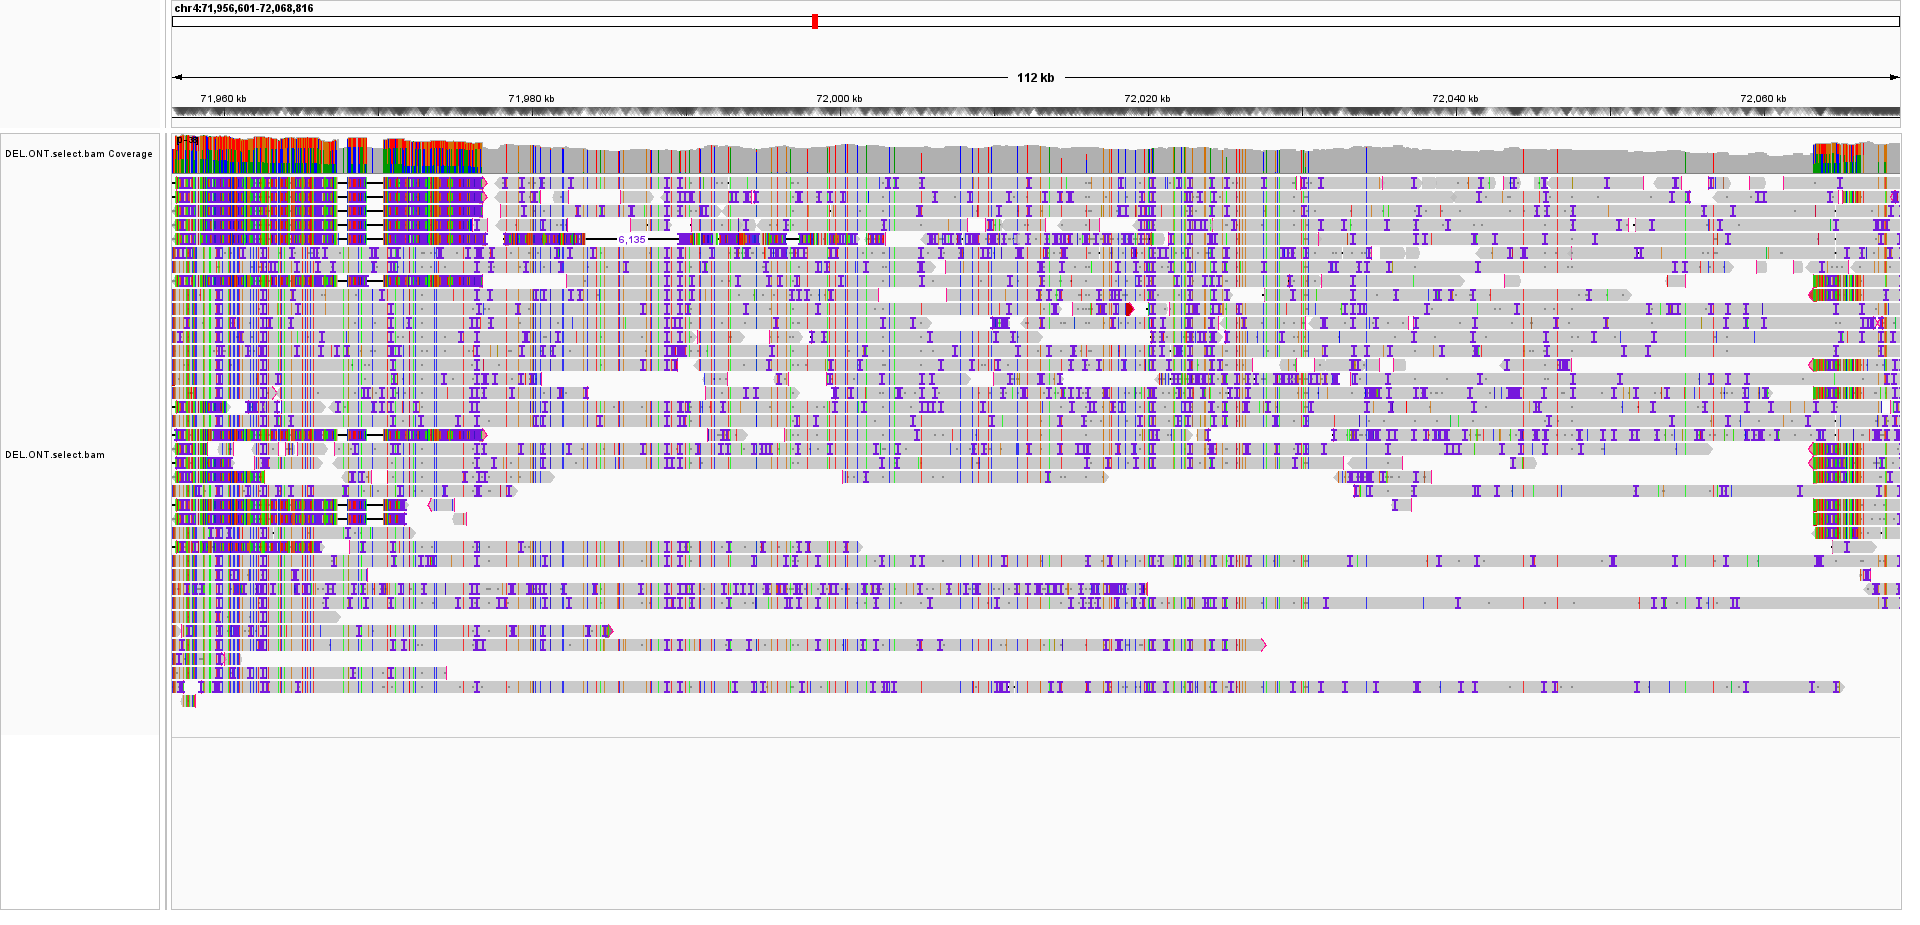 chr4:71,956,601-72,068,816
112 kb
71,960 kb 71,980 kb 72,000 kb 72,020 kb 72,040 kb 72,060 kb
DEL.ONT.select.bam Coverage
6,135
DEL.ONT.select.bam